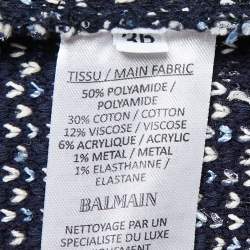 36
TISSU / MAIN FABRIC
50% POLYAMIDE /
POLYAMIDE
30% COTON / COTTON
12% VISCOSE / VISCOSE
6% ACRYLIQUE / ACRYLIC
1% METAL / METAL
1% ELASTHANNE /
ELASTANE
BALMAIN
NETTOYAGE PAR UN
SPECIALISTE DU LUXE